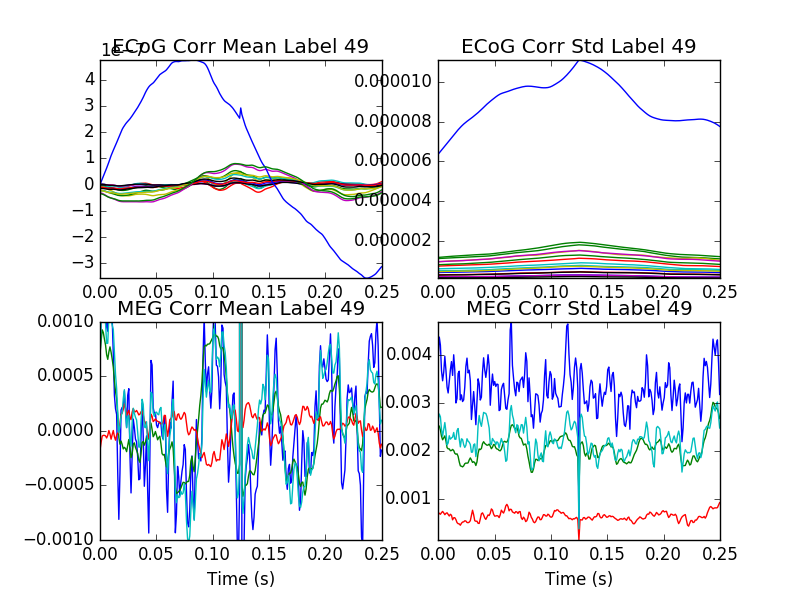 ECoG Corr Mean Label 49
1e−7
4
3
2
1
0
−1
−2
−3
0.00 0.05 0.10 0.15 0.20 0.25
ECoG Corr Std Label 49
0.000010
0.000008
0.000006
0.000004
0.000002
0.00 0.05 0.10 0.15 0.20 0.25
MEG Corr Mean Label 49
0.0010
0.0005
0.0000
−0.0005
−0.0010
0.00 0.05 0.10 0.15 0.20 0.25
Time (s)
MEG Corr Std Label 49
0.004
0.003
0.002
0.001
0.00 0.05 0.10 0.15 0.20 0.25
Time (s)